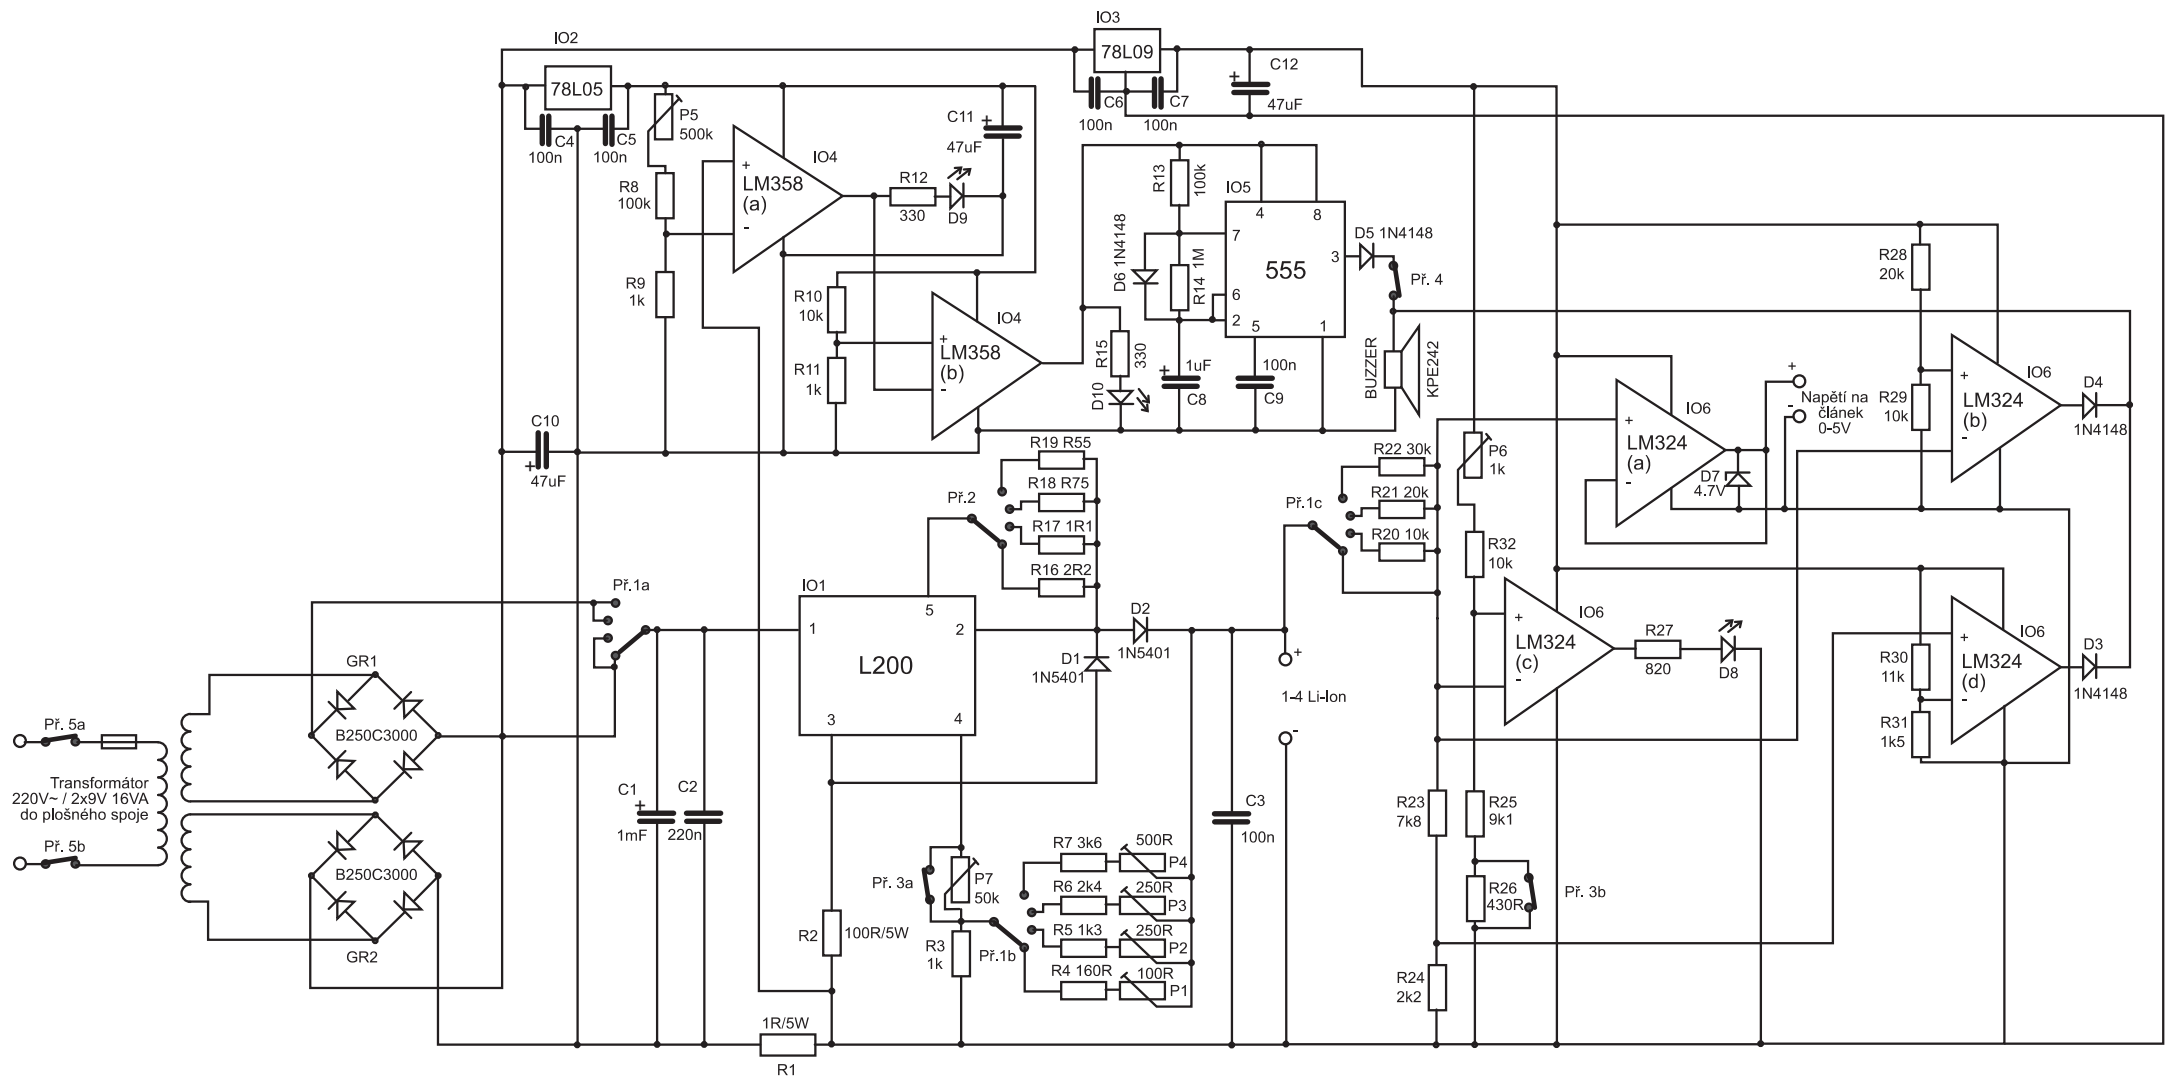 IO3
IO2
78L09
78L05
C12
+
47uF
C6
C7
100n
100n
P5
500k
C11
+
47uF
C4
C5
100n
100n
IO4
+
LM358
(a)
-
R12
330
D9
R8
100k
R13
100k
IO5
4
8
7
3
555
6
2
5
1
D5 1N4148
D6 1N4148
R14 1M
Př. 4
R28
20k
R9
1k
R10
10k
IO4
+
LM358
(b)
-
R11
1k
R15
330
D10
1uF
+
C8
100n
C9
BUZZER
KPE242
IO6
+
LM324
(a)
-
+
-
Napětí na
článek
0-5V
R29
10k
IO6
+
LM324
(b)
-
D4
1N4148
D7
4.7V
C10
+
47uF
R19 R55
R18 R75
R17 1R1
R16 2R2
Př.2
R22 30k
R21 20k
R20 10k
Př.1c
P6
1k
R32
10k
Př.1a
IO1
5
1
2
L200
3
4
D2
1N5401
D1
1N5401
+
1-4 Li-Ion
-
IO6
+
LM324
(c)
-
R27
820
D8
R30
11k
R31
1k5
IO6
+
LM324
(d)
-
D3
1N4148
GR1
B250C3000
Př. 5a
Transformátor
220V~ / 2x9V 16VA
do plošného spoje
Př. 5b
B250C3000
GR2
C1
+
1mF
C2
220n
C3
100n
R23
7k8
R25
9k1
R7 3k6
500R
P4
R6 2k4
250R
P3
R5 1k3
250R
P2
R4 160R
100R
P1
Př. 3a
P7
50k
Př.1b
R26
430R
Př. 3b
R2
100R/5W
R3
1k
R24
2k2
1R/5W
R1